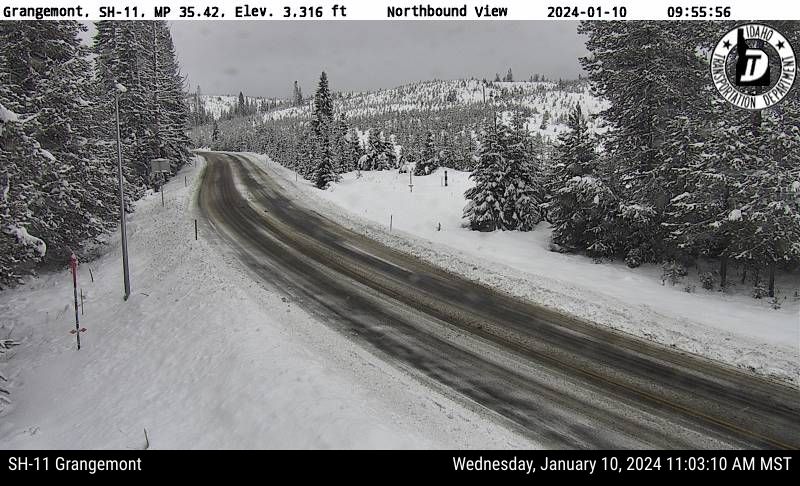 Grangemont, SH-11, MP 35.42, Elev. 3,316 ft Northbound View 2024-01-10 09:55:56
IDAHO
TRANSPORTATION DEPARTMENT
SH-11 Grangemont Wednesday, January 10, 2024 11:03:10 AM MST